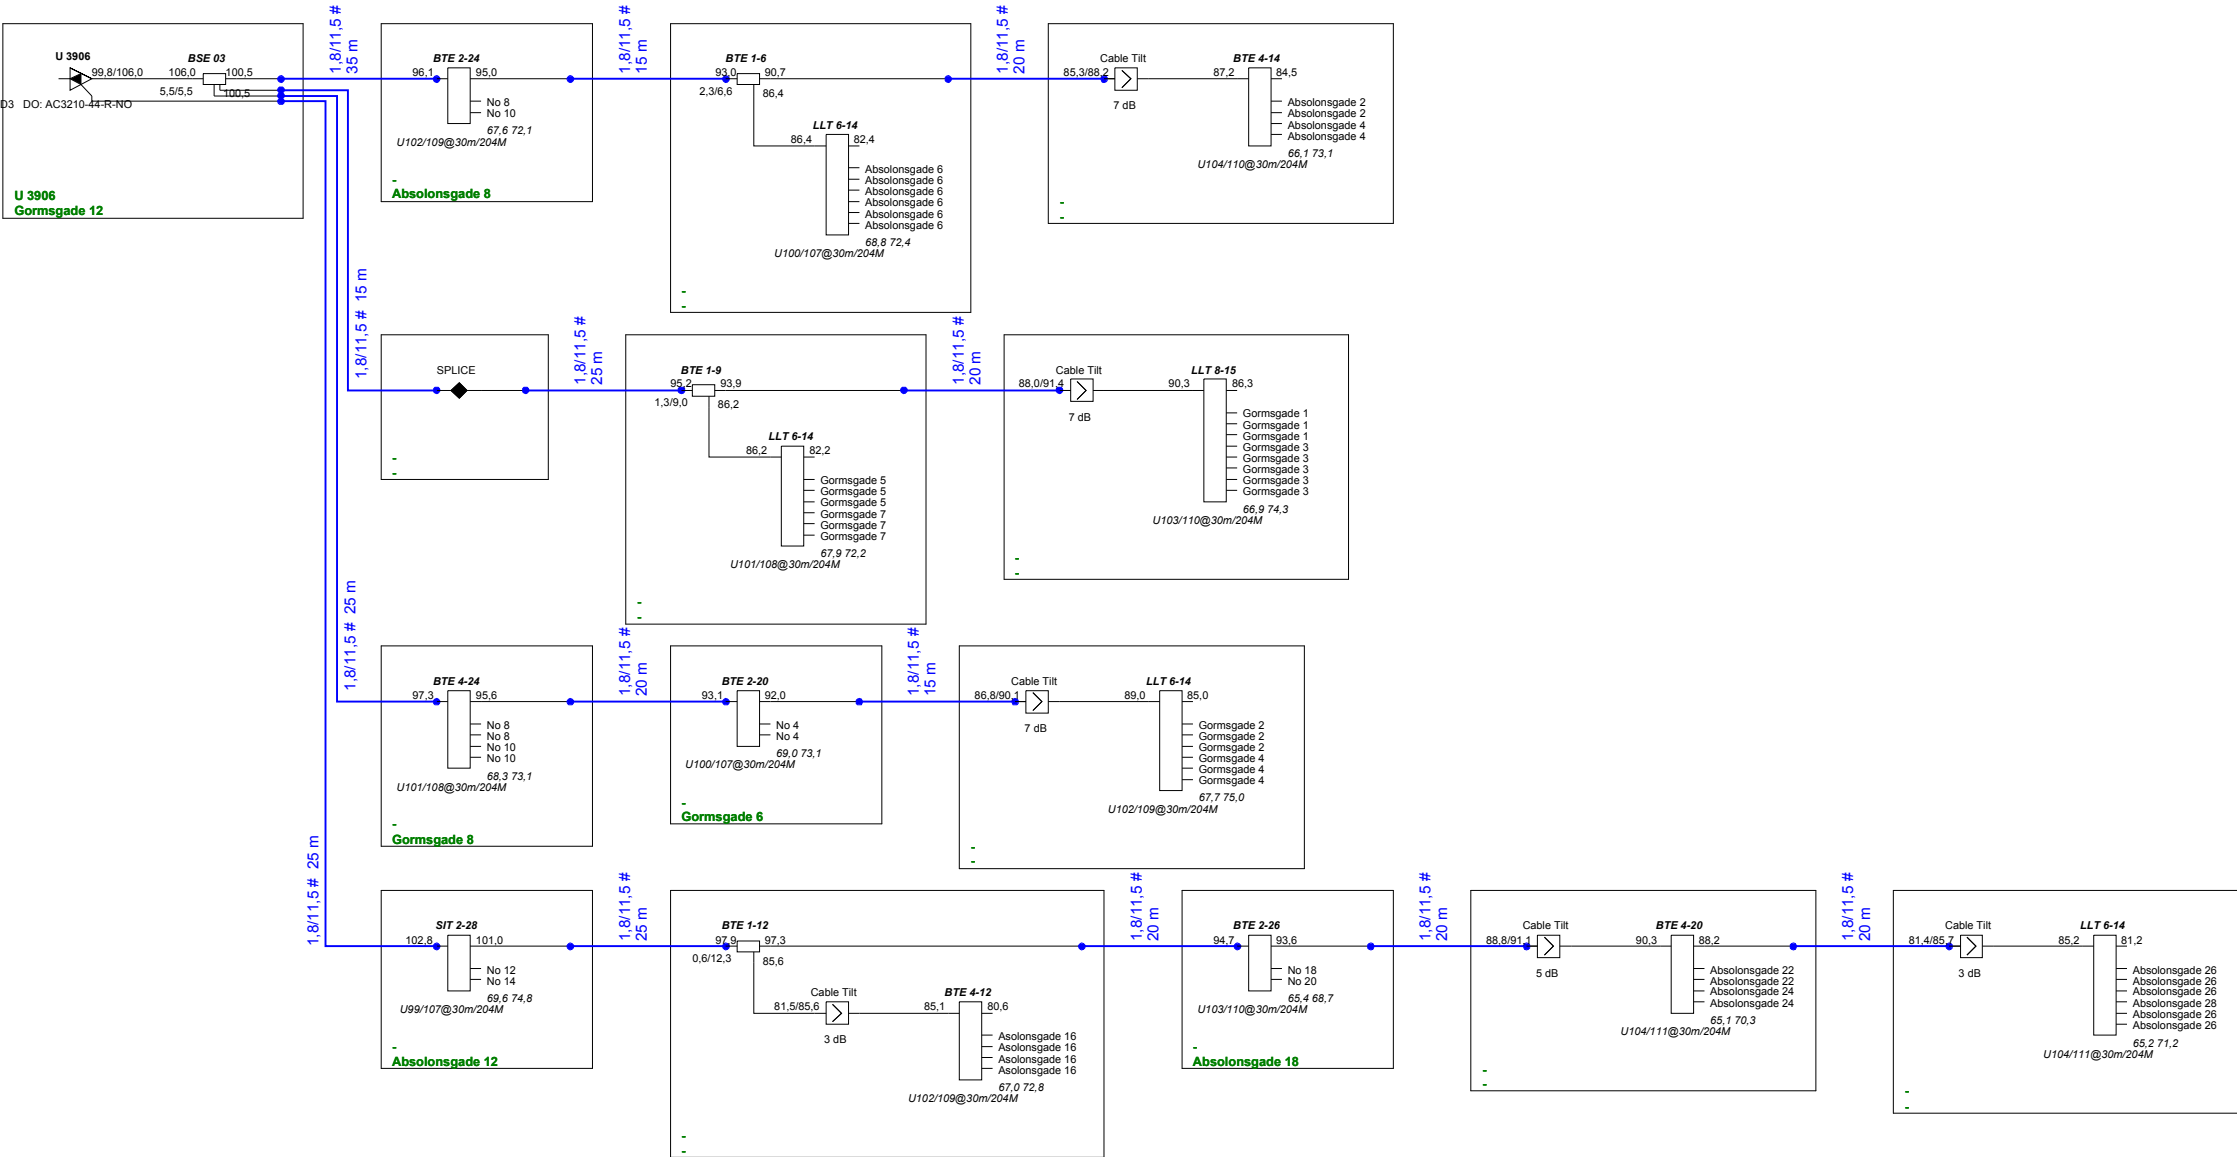 1,8/11,5 #
35 m
U 3906
BSE 03
99,8/106,0
106,0
100,5
5,5/5,5
100,5
D3 DO: AC3210-44-R-NO
U 3906
Gormsgade 12
BTE 2-24
96,1
95,0
No 8
No 10
67,6 72,1
U102/109@30m/204M
-
Absolonsgade 8
1,8/11,5 #
15 m
BTE 1-6
93,0
90,7
2,3/6,6
86,4
LLT 6-14
86,4
82,4
Absolonsgade 6
Absolonsgade 6
Absolonsgade 6
Absolonsgade 6
Absolonsgade 6
Absolonsgade 6
68,8 72,4
U100/107@30m/204M
-
-
1,8/11,5 #
20 m
Cable Tilt
85,3/88,2
7 dB
BTE 4-14
87,2
84,5
Absolonsgade 2
Absolonsgade 2
Absolonsgade 4
Absolonsgade 4
66,1 73,1
U104/110@30m/204M
-
-
1,8/11,5 # 15 m
SPLICE
-
-
1,8/11,5 #
25 m
BTE 1-9
95,2
93,9
1,3/9,0
86,2
LLT 6-14
86,2
82,2
Gormsgade 5
Gormsgade 5
Gormsgade 5
Gormsgade 7
Gormsgade 7
Gormsgade 7
67,9 72,2
U101/108@30m/204M
-
-
1,8/11,5 #
20 m
Cable Tilt
88,0/91,4
7 dB
LLT 8-15
90,3
86,3
Gormsgade 1
Gormsgade 1
Gormsgade 1
Gormsgade 3
Gormsgade 3
Gormsgade 3
Gormsgade 3
Gormsgade 3
66,9 74,3
U103/110@30m/204M
-
-
1,8/11,5 # 25 m
BTE 4-24
97,3
95,6
No 8
No 8
No 10
No 10
68,3 73,1
U101/108@30m/204M
-
Gormsgade 8
1,8/11,5 #
20 m
BTE 2-20
93,1
92,0
No 4
No 4
69,0 73,1
U100/107@30m/204M
-
Gormsgade 6
1,8/11,5 #
15 m
Cable Tilt
86,8/90,1
7 dB
LLT 6-14
89,0
85,0
Gormsgade 2
Gormsgade 2
Gormsgade 2
Gormsgade 4
Gormsgade 4
Gormsgade 4
67,7 75,0
U102/109@30m/204M
-
-
1,8/11,5 # 25 m
SIT 2-28
102,8
101,0
No 12
No 14
69,6 74,8
U99/107@30m/204M
-
Absolonsgade 12
1,8/11,5 #
25 m
BTE 1-12
97,9
97,3
0,6/12,3
85,6
Cable Tilt
81,5/85,6
3 dB
BTE 4-12
85,1
80,6
Asolonsgade 16
Asolonsgade 16
Asolonsgade 16
Asolonsgade 16
67,0 72,8
U102/109@30m/204M
-
-
1,8/11,5 #
20 m
BTE 2-26
94,7
93,6
No 18
No 20
65,4 68,7
U103/110@30m/204M
-
Absolonsgade 18
1,8/11,5 #
20 m
Cable Tilt
88,8/91,1
5 dB
BTE 4-20
90,3
88,2
Absolonsgade 22
Absolonsgade 22
Absolonsgade 24
Absolonsgade 24
65,1 70,3
U104/111@30m/204M
-
-
1,8/11,5 #
20 m
Cable Tilt
81,4/85,7
3 dB
LLT 6-14
85,2
81,2
Absolonsgade 26
Absolonsgade 26
Absolonsgade 26
Absolonsgade 28
Absolonsgade 26
Absolonsgade 26
65,2 71,2
U104/111@30m/204M
-
-